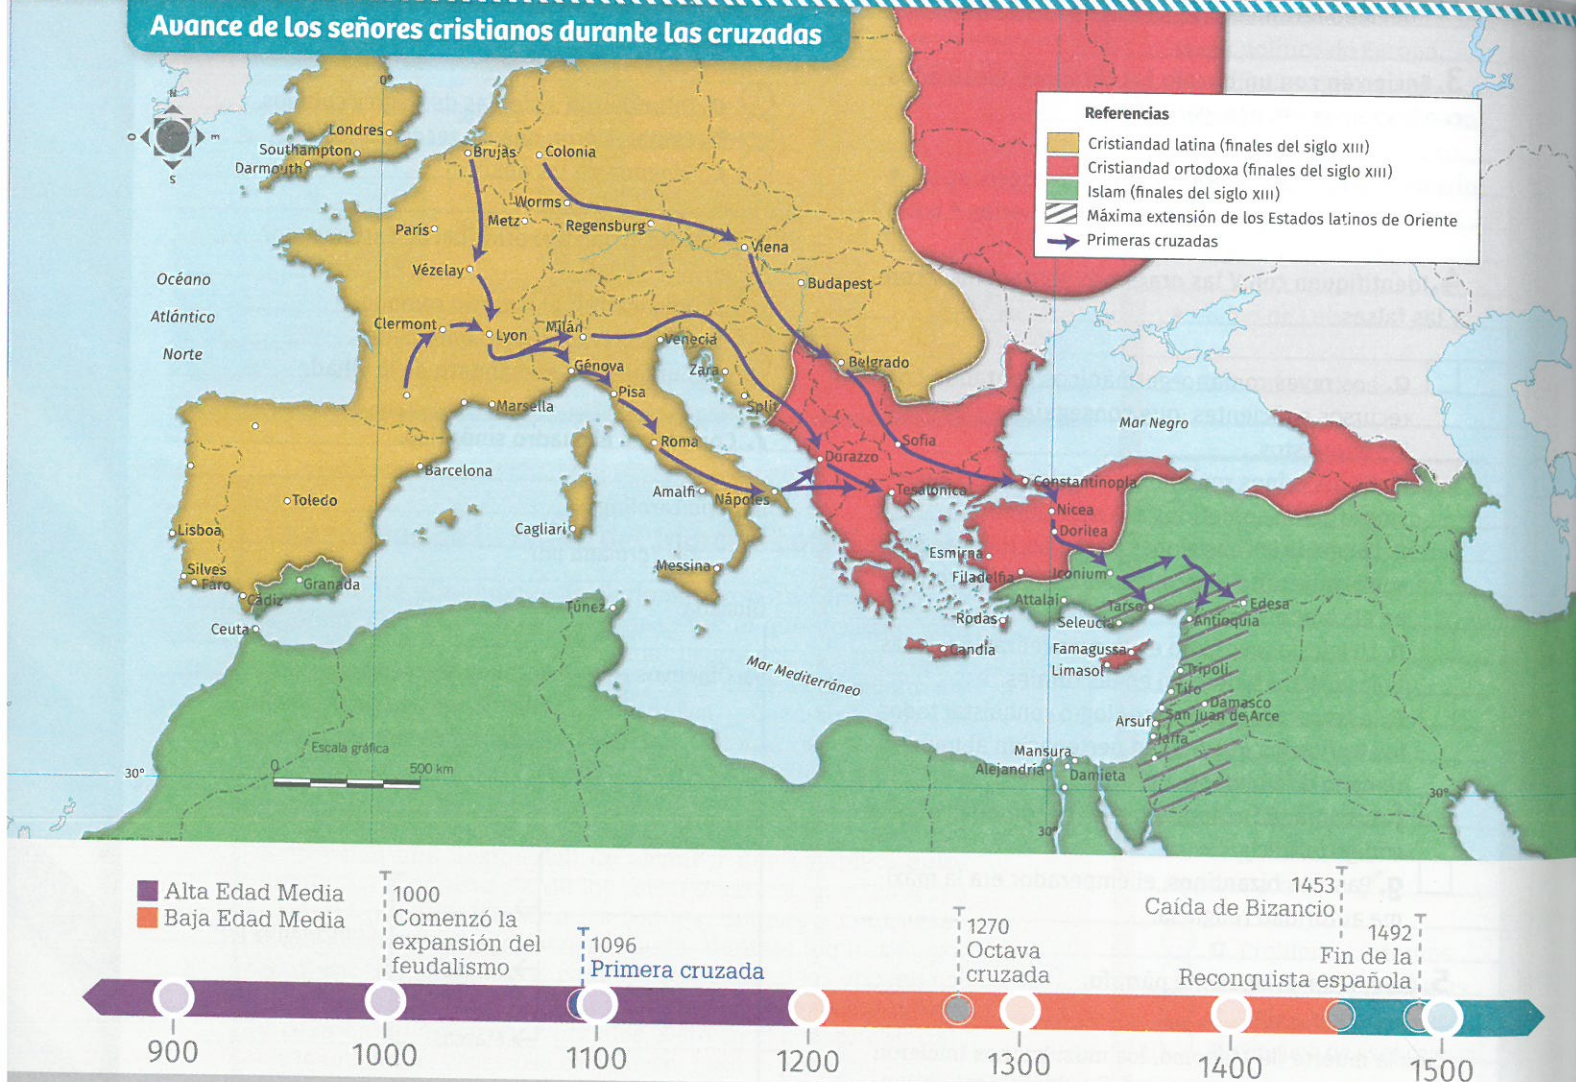 Avance de los señores cristianos durante las cruzadas
0°
N
O
E
S
Referencias
Cristiandad latina (finales del siglo XIII)
Cristiandad ortodoxa (finales del siglo XIII)
Islam (finales del siglo XIII)
Máxima extensión de los Estados latinos de Oriente
Primeras cruzadas
Londres
Southampton
Darmouth
Brujas
Colonia
Worms
Metz
Regensburg
París
Viena
Vézelay
Budapest
Océano
Atlántico
Norte
Clermont
Lyon
Milán
Venecia
Belgrado
Génova
Zara
Pisa
Split
Marsella
Mar Negro
Roma
Sofia
Durazzo
Barcelona
Constantinopla
Toledo
Amalfi
Nápoles
Tesalónica
Nicea
Lisboa
Cagliari
Dorilea
Esmirna
Messina
Silves
Faro
Granada
Filadelfia
Iconium
Cádiz
Túnez
Attalai
Tarso
Edesa
Ceuta
Rodas
Seleucia
Antioquia
Candia
Famagussa
Limasol
Trípoli
Mar Mediterráneo
Tiro
Damasco
Arsuf
San Juan de Arce
Jaffa
Escala gráfica
0
500 km
Mansura
Alejandría
Damieta
30°
30°
30°
Alta Edad Media
Baja Edad Media
1000
Comenzó la
expansión del
feudalismo
1096
Primera cruzada
1270
Octava
cruzada
1453
Caída de Bizancio
1492
Fin de la
Reconquista española
900
1000
1100
1200
1300
1400
1500